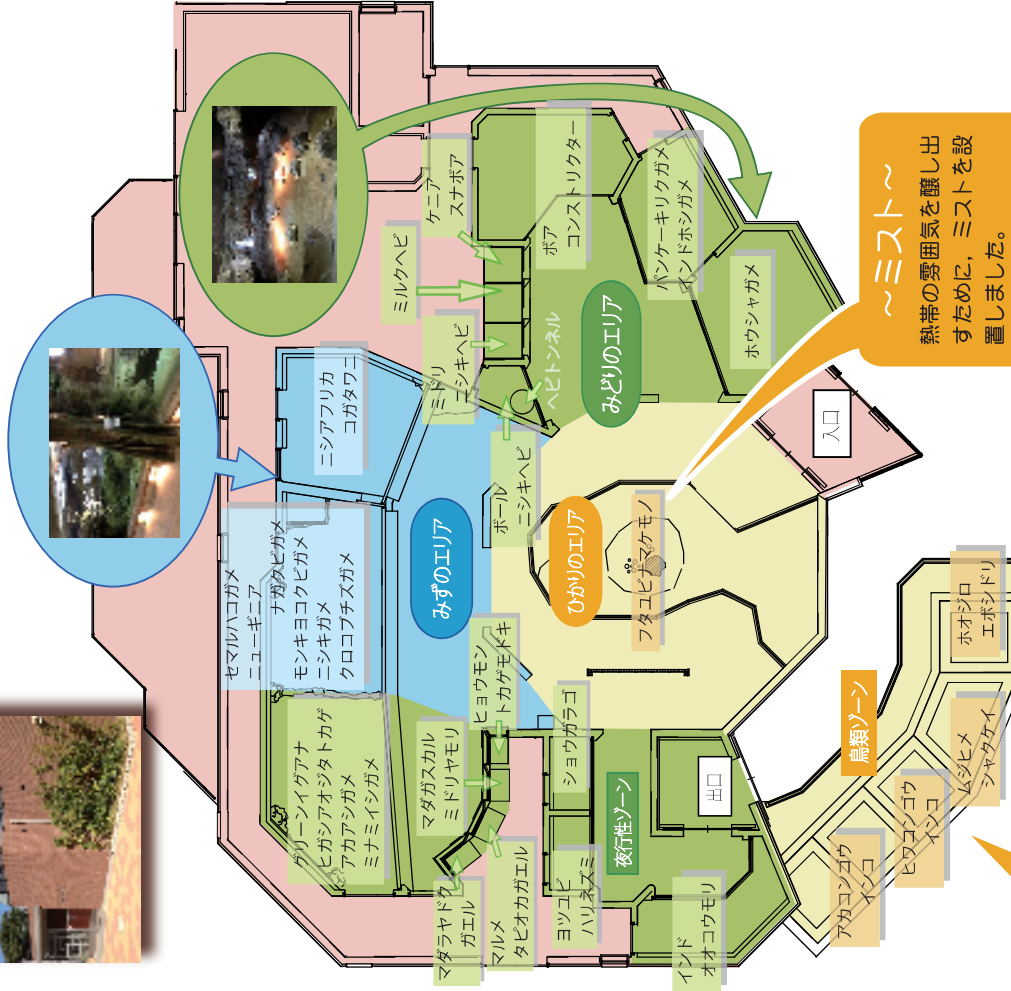 セマルハコガメ
ニューギニア
ナガクビガメ
モンキヨコクビガメ
ニシキガメ
クロコブチズガメ
ニシアフリカ
コガタワニ
グリーンイグアナ
ヒガシアオジタトカゲ
アカアシガメ
ミナミイシガメ
ミルクヘビ
ケニア
スナボア
ミドリ
ニシキヘビ
マダガスカル
ミドリヤモリ
ヒョウモン
トカゲモドキ
みずのエリア
ボール
ニシキヘビ
ヘビトンネル
ボア
コンストリクター
マダラヤドク
ガエル
マルメ
タピオカガエル
ヨツユビ
ハリネズミ
ショウガラゴ
ひかりのエリア
みどりのエリア
夜行性ゾーン
フタユビナマケモノ
パンケーキリクガメ
インドホシガメ
インド
オオコウモリ
出口
ホウシャガメ
入口
鳥類ゾーン
アカコンゴウ
インコ
ヒワコンゴウ
インコ
ムジヒメ
シャクケイ
ホオジロ
エボシドリ
～ミスト～
熱帯の雰囲気を醸し出
すために，ミストを設
置しました。